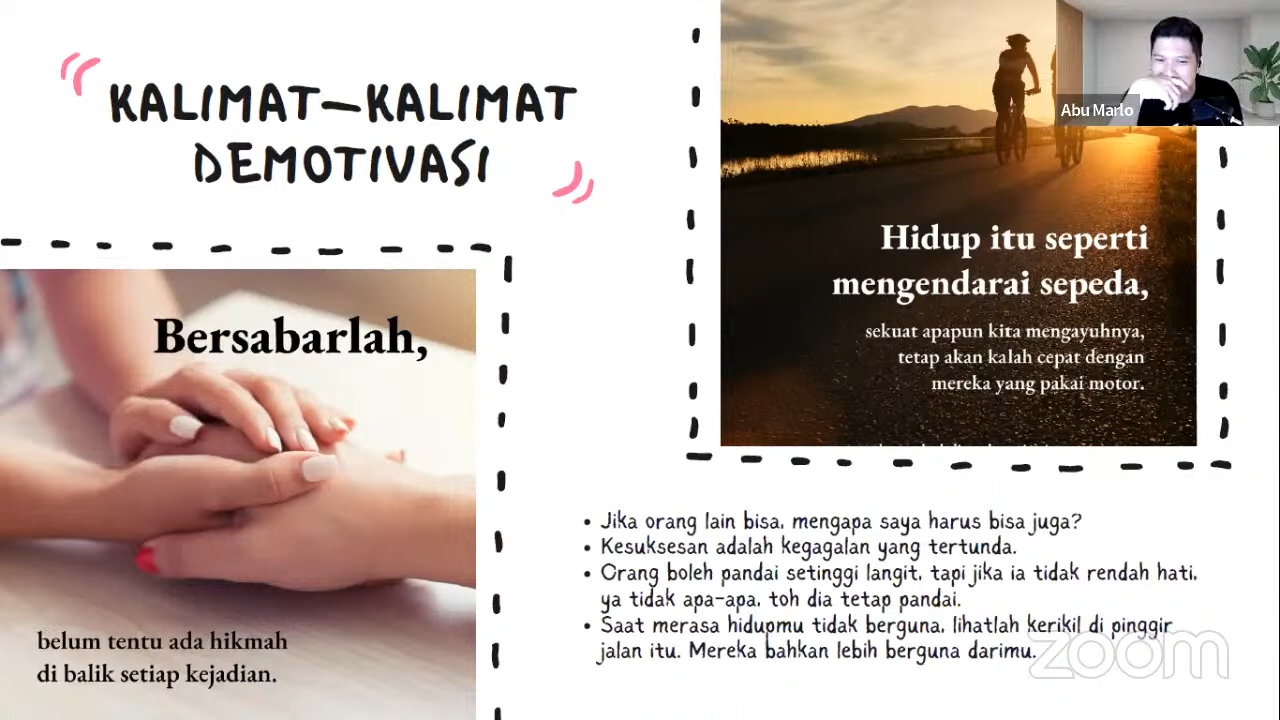 KALIMAT-KALIMAT
DEMOTIVASI
Bersabarlah,
belum tentu ada hikmah
di balik setiap kejadian.
Hidup itu seperti
mengendarai sepeda,
sekuat apapun kita mengayuhnya,
tetap akan kalah cepat dengan
mereka yang pakai motor.
Abu Marlo
• Jika orang lain bisa, mengapa saya harus bisa juga?
• Kesuksesan adalah kegagalan yang tertunda.
• Orang boleh pandai setinggi langit, tapi jika ia tidak rendah hati,
ya tidak apa-apa, toh dia tetap pandai.
• Saat merasa hidupmu tidak berguna, lihatlah kerikil di pinggir
jalan itu. Mereka bahkan lebih berguna darimu.
zoom